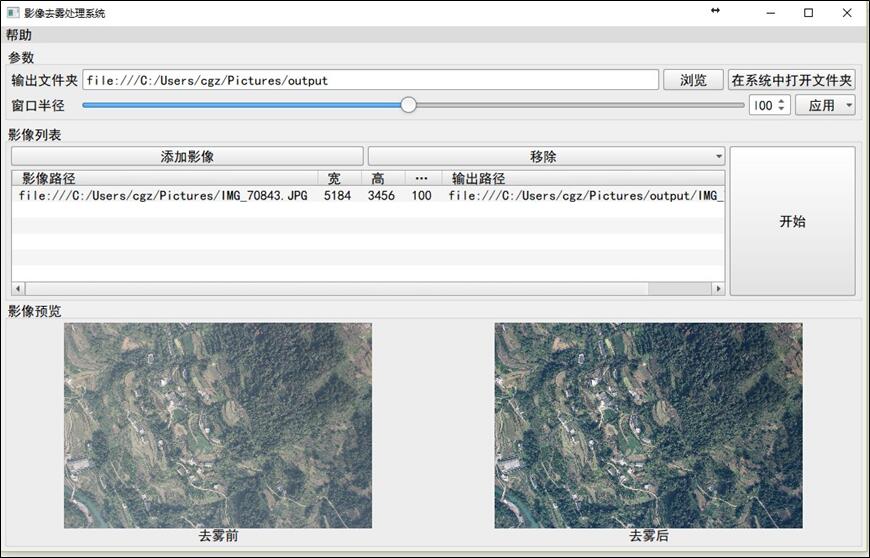 影像去雾处理系统
帮助
参数
输出文件夹 file:///C:/Users/cgz/Pictures/output 浏览 在系统中打开文件夹
窗口半径 100 应用
影像列表
添加影像 移除
影像路径 宽 高 ... 输出路径
file:///C:/Users/cgz/Pictures/IMG_70843.JPG 5184 3456 100 file:///C:/Users/cgz/Pictures/output/IMG_
开始
影像预览
去雾前 去雾后